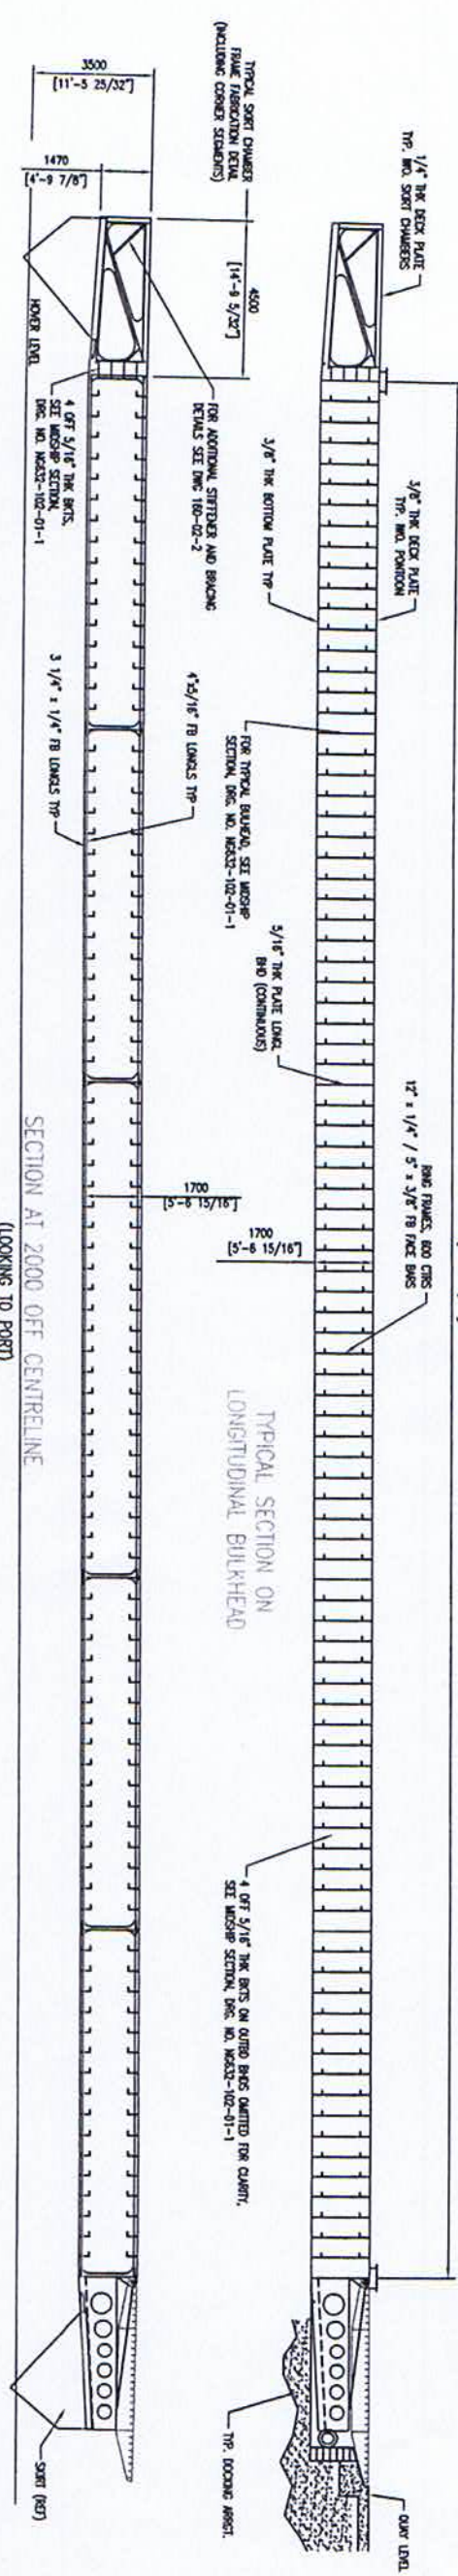 1/4" THK DECK PLATE
TYP. IWO. SKIRT CHAMBERS
3/8" THK DECK PLATE
TYP. IWO. PONTOON
3/8" THK BOTTOM PLATE TYP
FOR TYPICAL BULHEAD, SEE MIDSHIP
SECTION, DRG. NO. NG632-102-01-1
5/16" THK PLATE LONGL
BHD (CONTINUOUS)
RING FRAMES, 600 CTRS
12" x 1/4" / 5" x 3/8" FB FACE BARS
1700
[5'-6 15/16"]
TYPICAL SECTION ON
LONGITUDINAL BULKHEAD
4 OFF 5/16" THK BKTS ON OUTBD BHDS OMITTED FOR CLARITY,
SEE MIDSHIP SECTION, DRG. NO. NG632-102-01-1
TYP. DOCKING ARRGT.
QUAY LEVEL
TYPICAL SKIRT CHAMBER
FRAME FABRICATION DETAIL
(INCLUDING CORNER SEGMENTS)
3500
[11'-5 25/32"]
1470
[4'-9 7/8"]
4500
[14'-9 5/32"]
FOR ADDITIONAL STIFFENER AND BRACING
DETAILS SEE DWG 160-02-2
HOVER LEVEL
4 OFF 5/16" THK BKTS,
SEE MIDSHIP SECTION,
DRG. NO. NG632-102-01-1
4"x5/16" FB LONGLS TYP
3 1/4" x 1/4" FB LONGLS TYP
1700
[5'-6 15/16"]
SKIRT (REF)
SECTION AT 2000 OFF CENTRELINE
(LOOKING TO PORT)